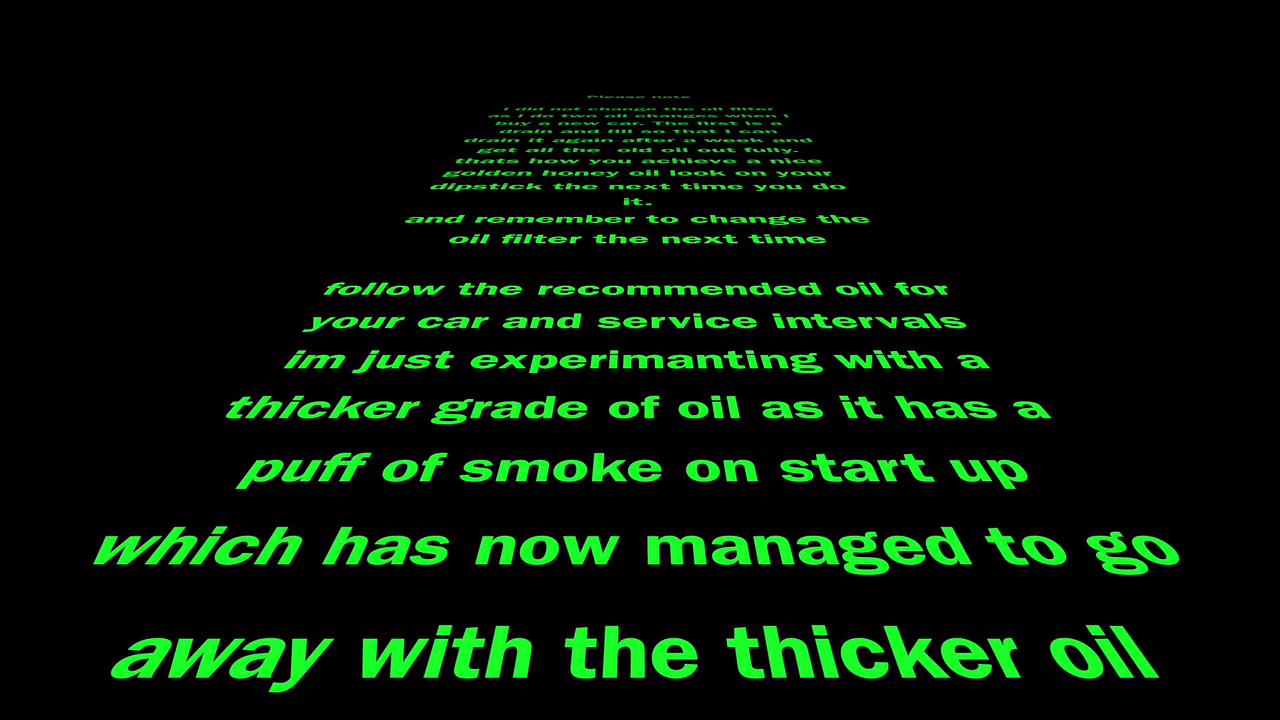 Please note
I did not change the oil filter
as I do two oil changes when I
buy a new car. The first is a
drain and fill so that I can
drain it again after a week and
get all the old oil out fully.
thats how you achieve a nice
golden honey oil look on your
dipstick the next time you do
it.
and remember to change the
oil filter the next time
follow the recommended oil for
your car and service intervals
im just experimanting with a
thicker grade of oil as it has a
puff of smoke on start up
which has now managed to go
away with the thicker oil